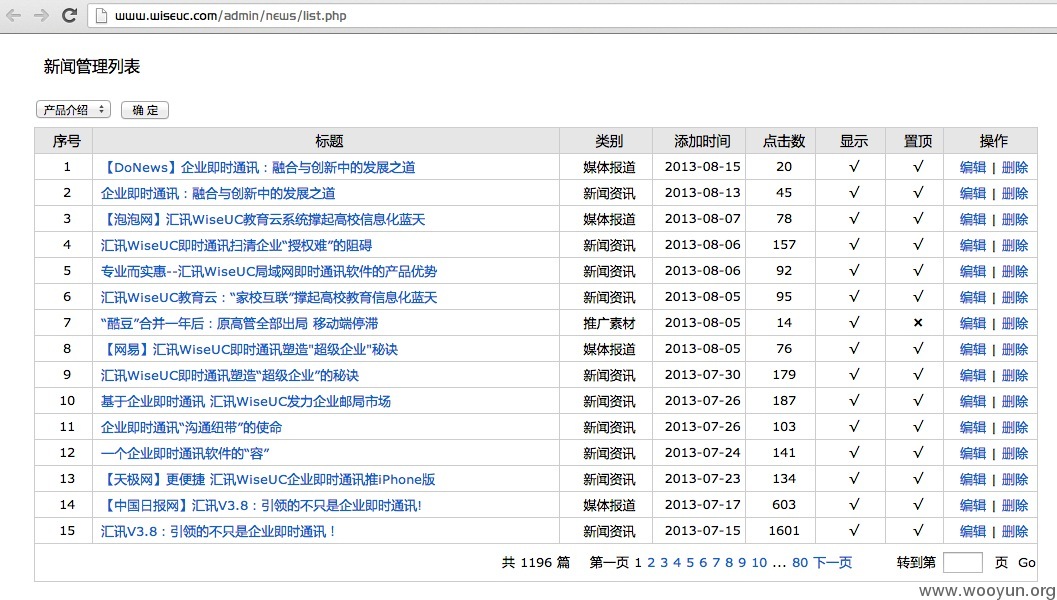 www.wiseuc.com/admin/news/list.php
新闻管理列表
产品介绍 确 定
序号 标题 类别 添加时间 点击数 显示 置顶 操作
1 【DoNews】企业即时通讯：融合与创新中的发展之道 媒体报道 2013-08-15 20 √ √ 编辑 | 删除
2 企业即时通讯：融合与创新中的发展之道 新闻资讯 2013-08-13 45 √ √ 编辑 | 删除
3 【泡泡网】汇讯WiseUC教育云系统撑起高校信息化蓝天 媒体报道 2013-08-07 78 √ √ 编辑 | 删除
4 汇讯WiseUC即时通讯扫清企业“授权难”的阻碍 新闻资讯 2013-08-06 157 √ √ 编辑 | 删除
5 专业而实惠--汇讯WiseUC局域网即时通讯软件的产品优势 新闻资讯 2013-08-06 92 √ √ 编辑 | 删除
6 汇讯WiseUC教育云：“家校互联”撑起高校教育信息化蓝天 新闻资讯 2013-08-05 95 √ √ 编辑 | 删除
7 “酷豆”合并一年后：原高管全部出局 移动端停滞 推广素材 2013-08-05 14 √ × 编辑 | 删除
8 【网易】汇讯WiseUC即时通讯塑造"超级企业"秘诀 媒体报道 2013-08-05 76 √ √ 编辑 | 删除
9 汇讯WiseUC即时通讯塑造“超级企业”的秘诀 新闻资讯 2013-07-30 179 √ √ 编辑 | 删除
10 基于企业即时通讯 汇讯WiseUC发力企业邮局市场 新闻资讯 2013-07-26 187 √ √ 编辑 | 删除
11 企业即时通讯“沟通纽带”的使命 新闻资讯 2013-07-26 103 √ √ 编辑 | 删除
12 一个企业即时通讯软件的“容” 新闻资讯 2013-07-24 141 √ √ 编辑 | 删除
13 【天极网】更便捷 汇讯WiseUC企业即时通讯推iPhone版 新闻资讯 2013-07-23 134 √ √ 编辑 | 删除
14 【中国日报网】汇讯V3.8：引领的不只是企业即时通讯! 媒体报道 2013-07-17 603 √ √ 编辑 | 删除
15 汇讯V3.8：引领的不只是企业即时通讯！ 新闻资讯 2013-07-15 1601 √ √ 编辑 | 删除
共 1196 篇 第一页 1 2 3 4 5 6 7 8 9 10 ... 80 下一页 转到第 页 Go
www.wooyun.org